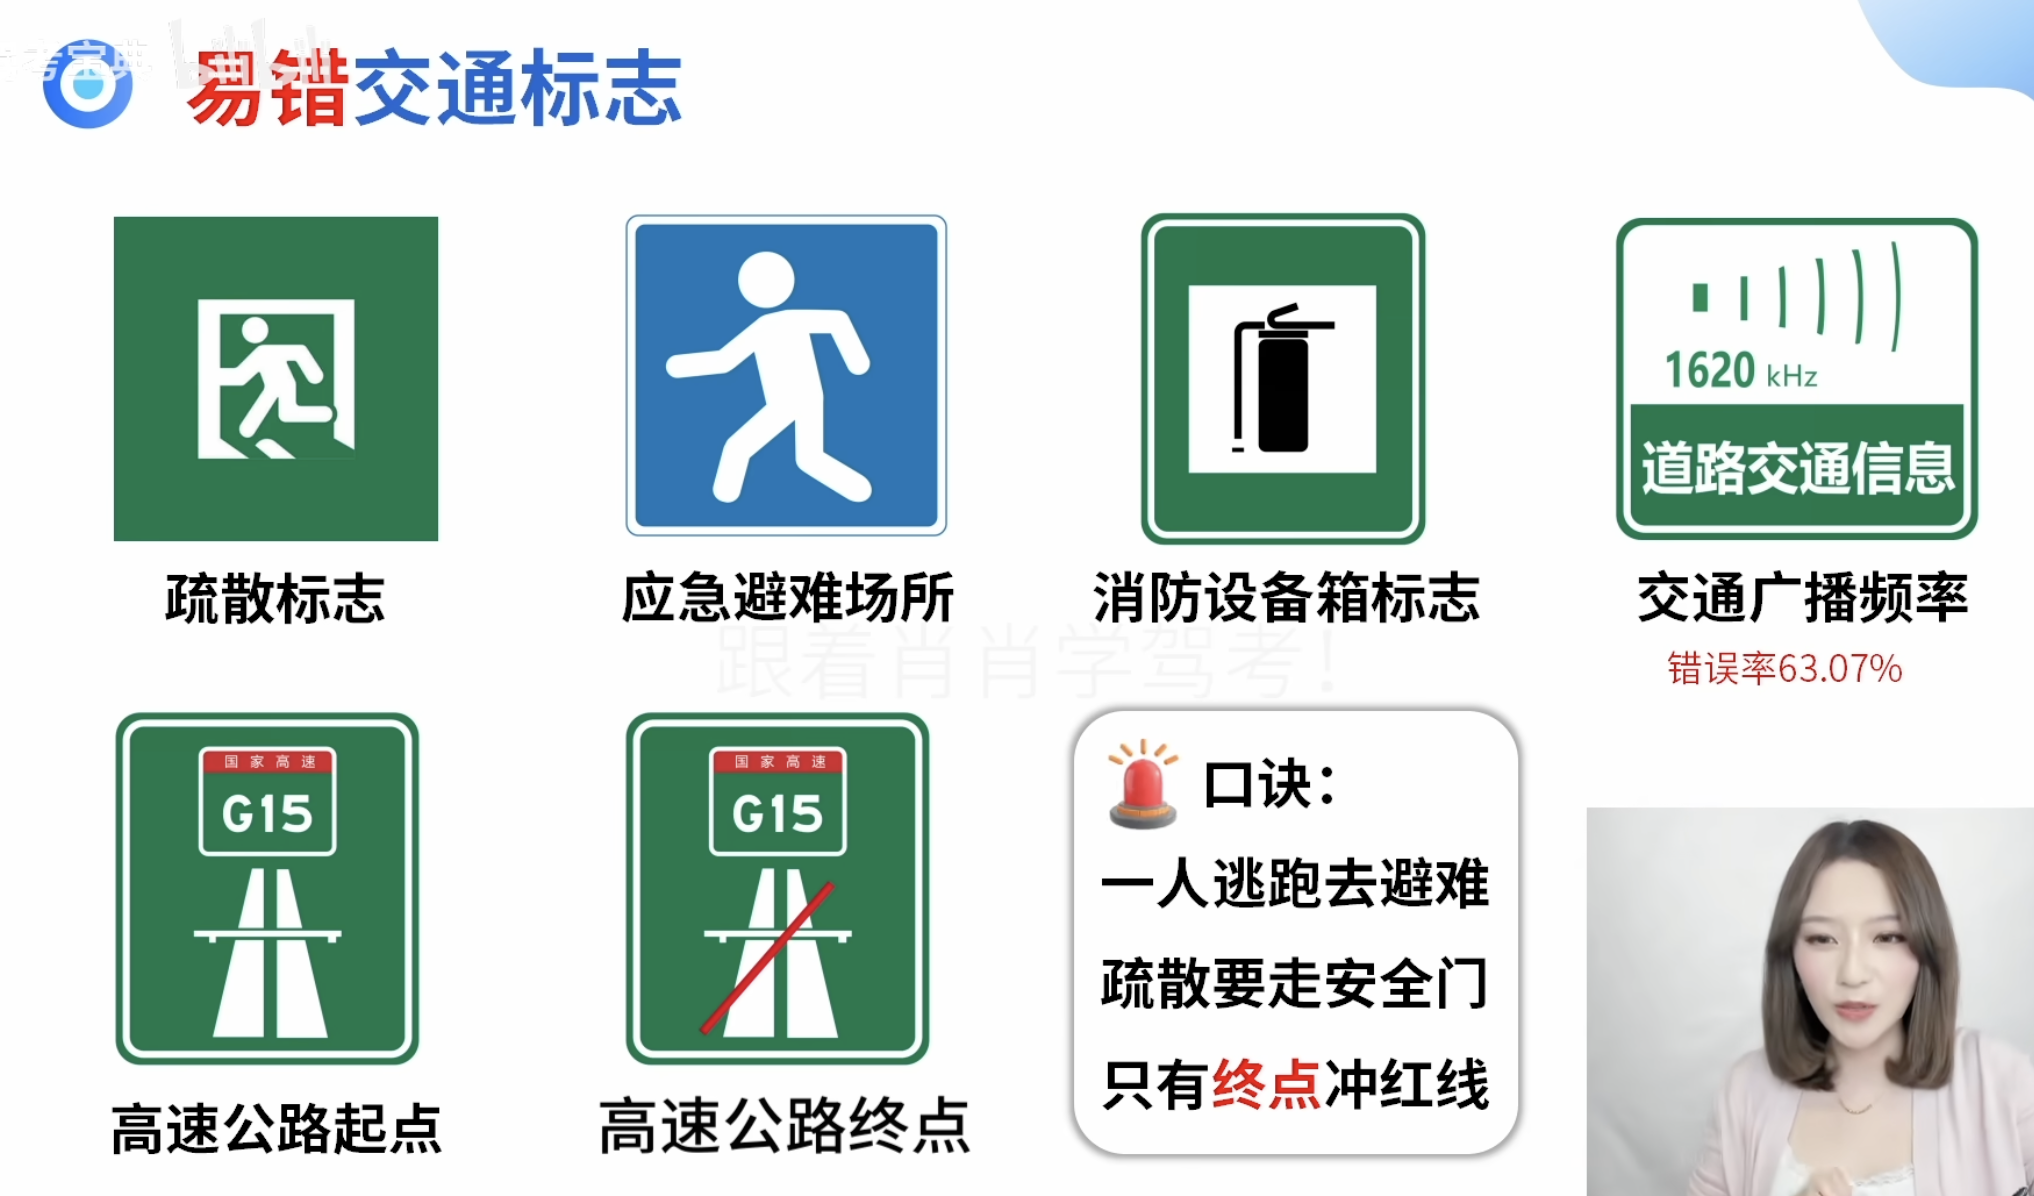 考宝典
易错交通标志
1620 kHz
道路交通信息
疏散标志
应急避难场所
消防设备箱标志
交通广播频率
错误率63.07%
跟着肖肖学驾考!
国家高速
G15
国家高速
G15
高速公路起点
高速公路终点
口诀:
一人逃跑去避难
疏散要走安全门
只有终点冲红线